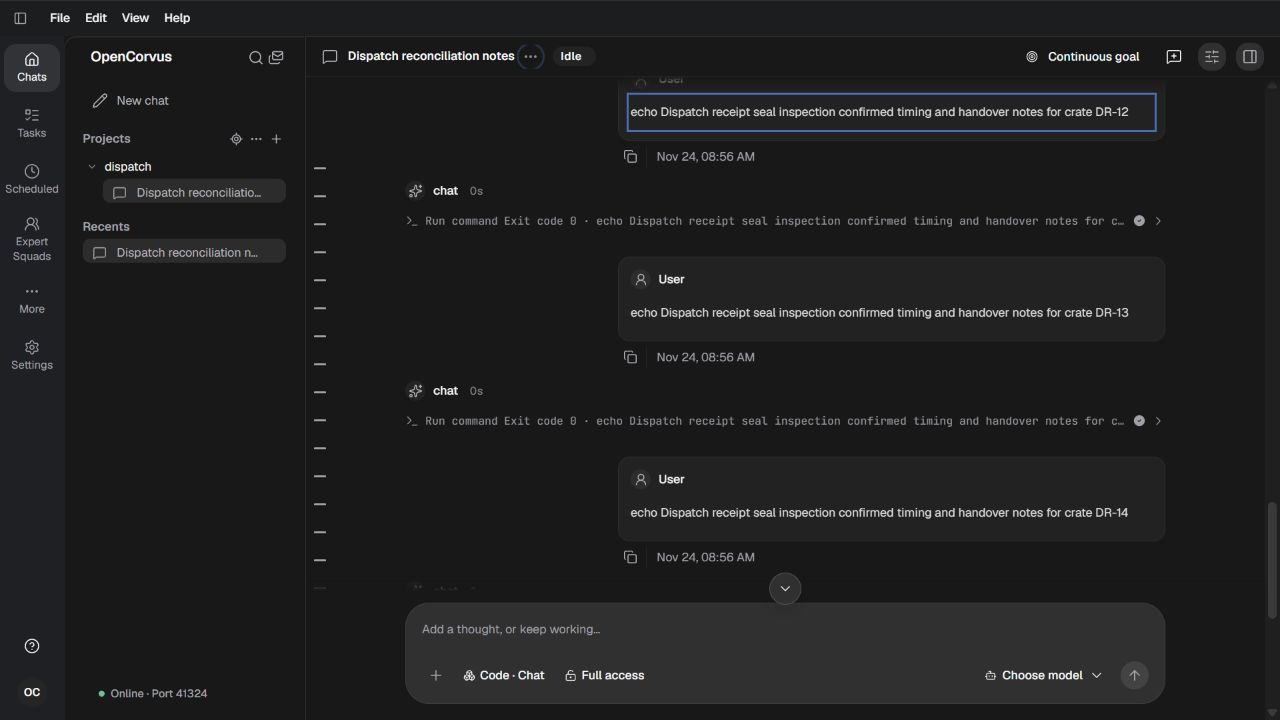 File Edit View Help
OpenCorvus
Chats
New chat
Tasks
Projects
dispatch
Scheduled
Dispatch reconciliatio…
Recents
Expert
Squads
Dispatch reconciliation n…
More
Settings
OC
Online · Port 41324
Dispatch reconciliation notes
Idle
Continuous goal
User
echo Dispatch receipt seal inspection confirmed timing and handover notes for crate DR-12
Nov 24, 08:56 AM
chat 0s
>_ Run command Exit code 0 · echo Dispatch receipt seal inspection confirmed timing and handover notes for c…
User
echo Dispatch receipt seal inspection confirmed timing and handover notes for crate DR-13
Nov 24, 08:56 AM
chat 0s
>_ Run command Exit code 0 · echo Dispatch receipt seal inspection confirmed timing and handover notes for c…
User
echo Dispatch receipt seal inspection confirmed timing and handover notes for crate DR-14
Nov 24, 08:56 AM
Add a thought, or keep working…
Code · Chat
Full access
Choose model